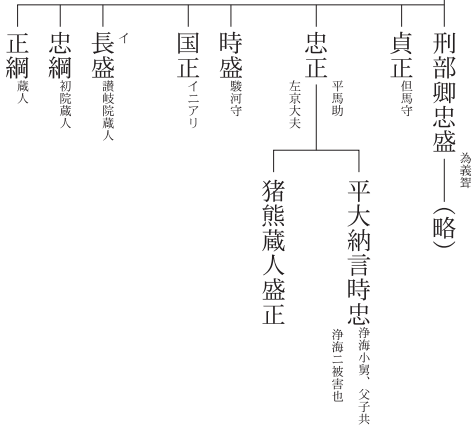 刑部卿忠盛
為義聟
(略)
貞正
但馬守
忠正
平馬助
左京大夫
平大納言時忠
浄海小舅、父子共
浄海ニ被害也
猪熊蔵人盛正
時盛
駿河守
国正
イニアリ
イ
長盛
讃岐院蔵人
忠綱
初院蔵人
正綱
蔵人